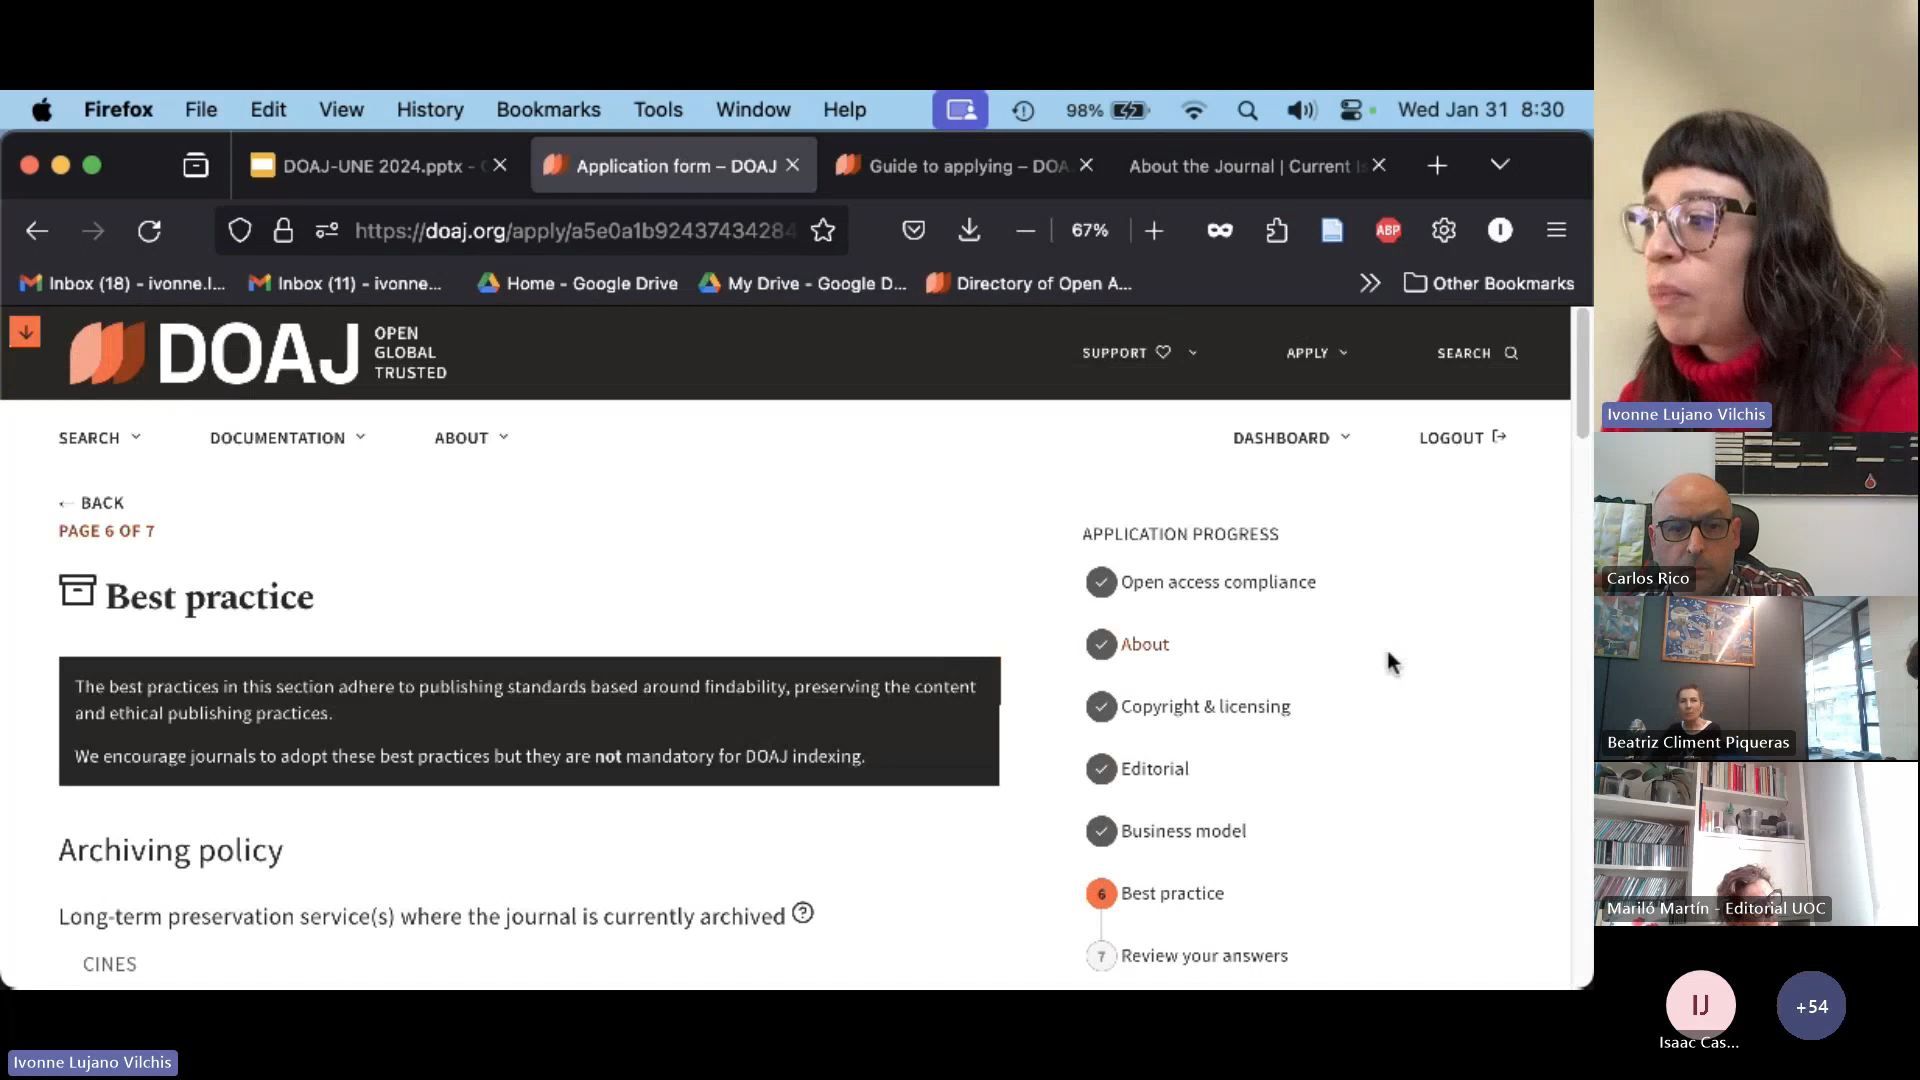 Firefox File Edit View History Bookmarks Tools Window Help 98% Wed Jan 31 8:30
DOAJ-UNE 2024.pptx - Application form – DOAJ Guide to applying – DOA About the Journal | Current Is
https://doaj.org/apply/a5e0a1b92437434284 67% ABP I
Inbox (18) - ivonne.l... Inbox (11) - ivonne... Home - Google Drive My Drive - Google D... Directory of Open A... Other Bookmarks
DOAJ
OPEN
GLOBAL
TRUSTED
SUPPORT APPLY SEARCH
SEARCH DOCUMENTATION ABOUT DASHBOARD LOGOUT
← BACK
PAGE 6 OF 7
Best practice
The best practices in this section adhere to publishing standards based around findability, preserving the content
and ethical publishing practices.
We encourage journals to adopt these best practices but they are not mandatory for DOAJ indexing.
Archiving policy
Long-term preservation service(s) where the journal is currently archived ?
CINES
APPLICATION PROGRESS
Open access compliance
About
Copyright & licensing
Editorial
Business model
6 Best practice
7 Review your answers
Ivonne Lujano Vilchis
Carlos Rico
Beatriz Climent Piqueras
Mariló Martín - Editorial UOC
IJ
Isaac Cas...
+54
Ivonne Lujano Vilchis